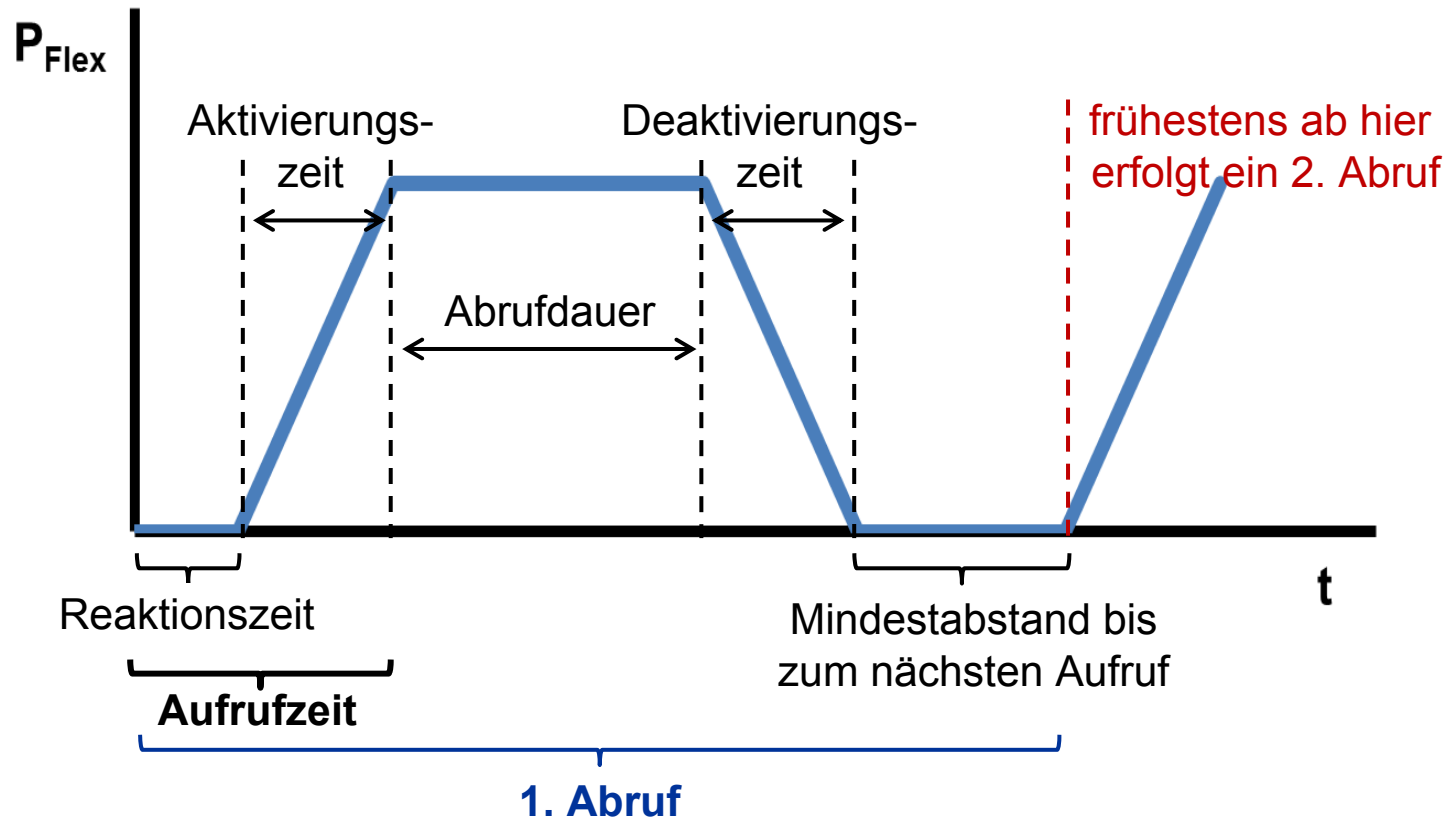 P_Flex
Aktivierungs-
zeit
Deaktivierungs-
zeit
frühestens ab hier
erfolgt ein 2. Abruf
Abrufdauer
t
Reaktionszeit
Aufrufzeit
Mindestabstand bis
zum nächsten Aufruf
1. Abruf